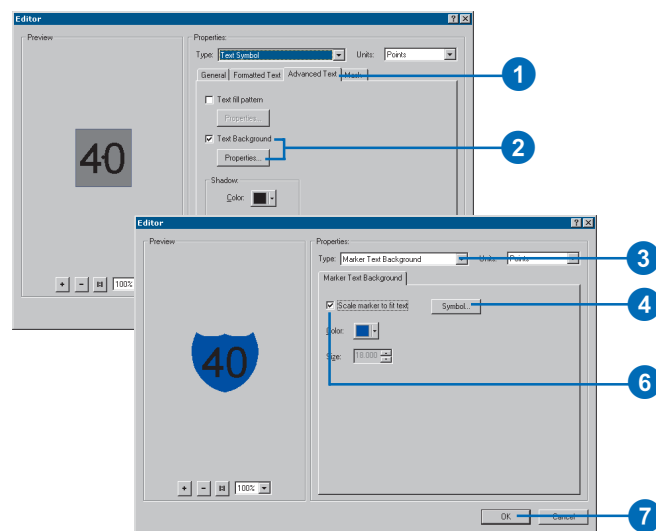 Editor
Preview
Properties:
Type: Text Symbol Units: Points
General Formatted Text Advanced Text Mask
1
Text fill pattern
Properties...
Text Background
2
Properties...
40
Shadow
Color:
100%
Editor
Preview
Properties:
Type: Marker Text Background Units: Points
3
Marker Text Background
Scale marker to fit text Symbol...
4
Color:
40
Size: 18.000
6
100%
OK Cancel
7